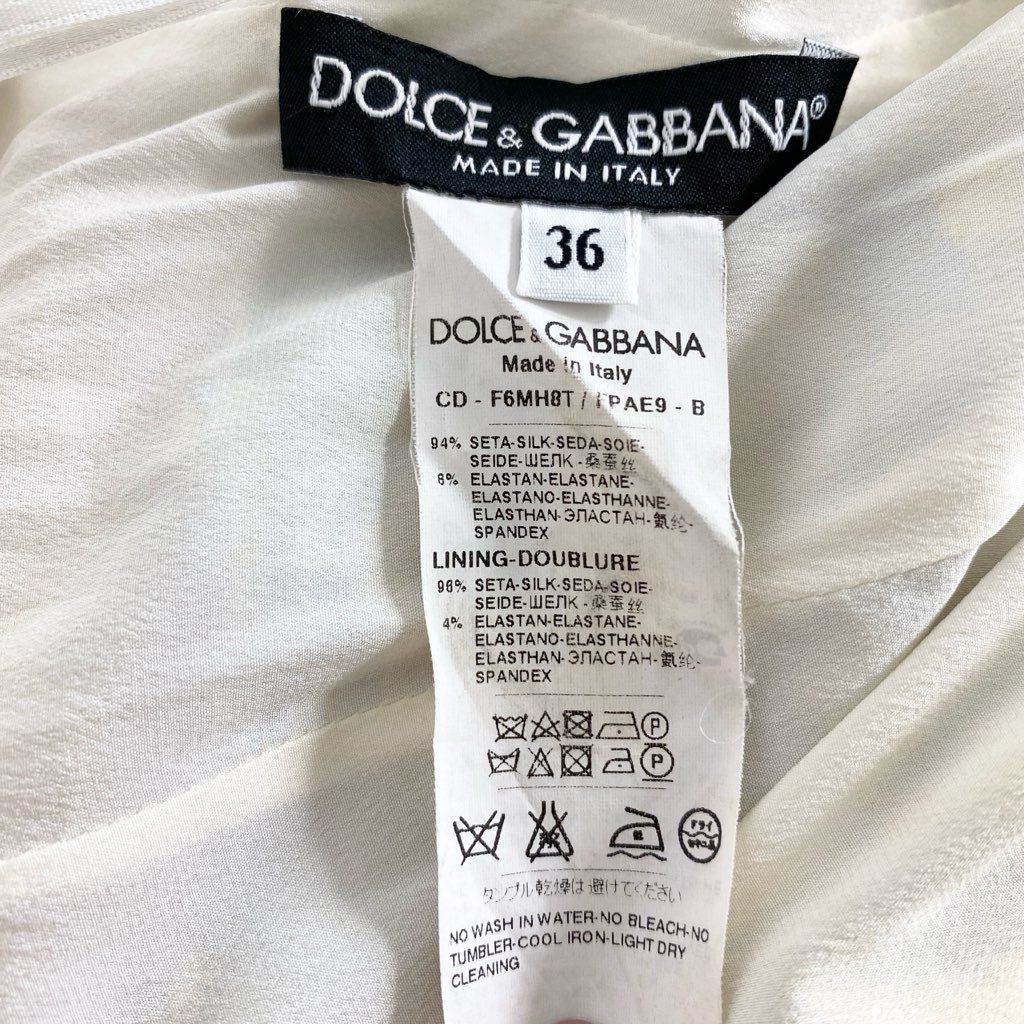 DOLCE & GABBANA®
MADE IN ITALY
36
DOLCE & GABBANA
Made in Italy
CD - F6MH8T / FPAE9 - B
94% SETA-SILK-SEDA-SOIE-
SEIDE-ШЕЛК-桑蚕丝
6% ELASTAN-ELASTANE-
ELASTANO-ELASTHANNE-
ELASTHAN-ЭЛАСТАН-氨纶-
SPANDEX
LINING-DOUBLURE
96% SETA-SILK-SEDA-SOIE-
SEIDE-ШЕЛК-桑蚕丝
4% ELASTAN-ELASTANE-
ELASTANO-ELASTHANNE-
ELASTHAN-ЭЛАСТАН-氨纶-
SPANDEX
P
P
ドライ
タンブル乾燥は避けてください
NO WASH IN WATER-NO BLEACH-NO
TUMBLER-COOL IRON-LIGHT DRY
CLEANING